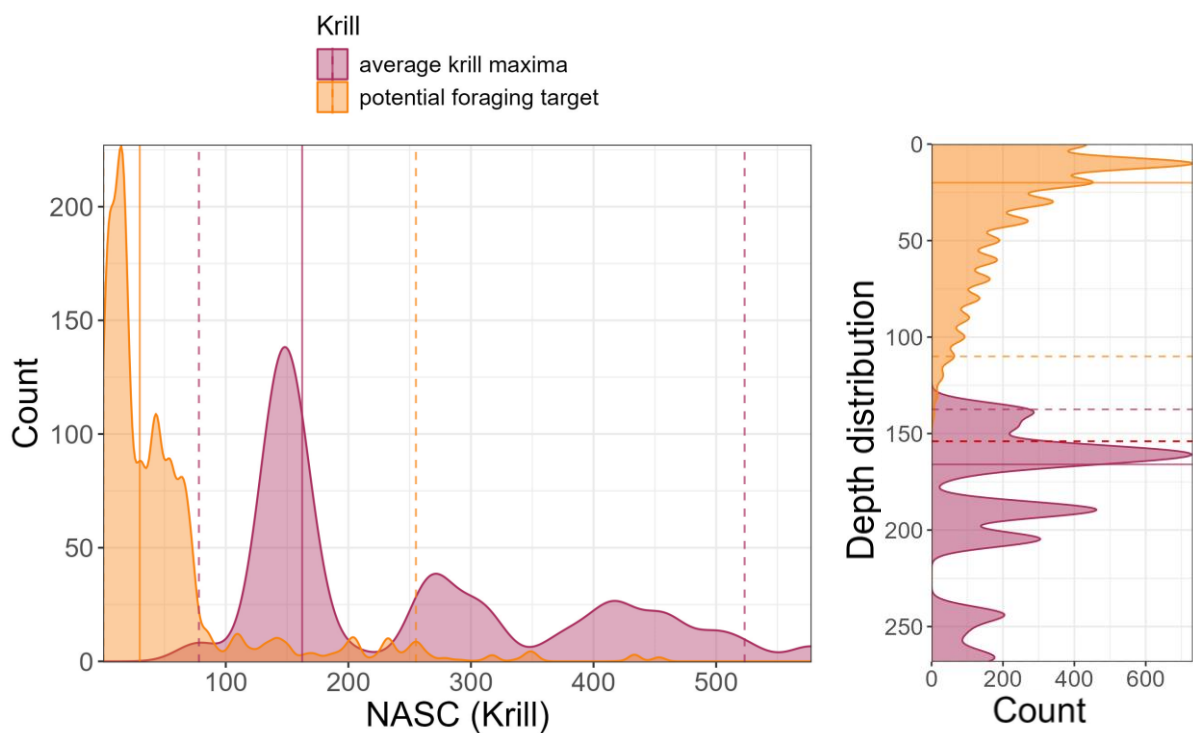 Krill
average krill maxima
potential foraging target
Count
200
150
100
50
0
100
200
300
400
500
NASC (Krill)
Depth distribution
0
50
100
150
200
250
0
200
400
600
Count